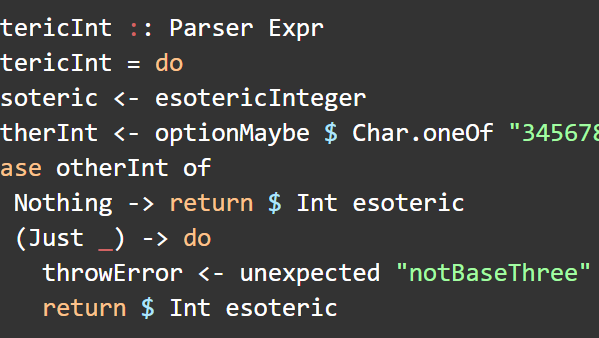 tericInt :: Parser Expr
tericInt = do
soteric <- esotericInteger
therInt <- optionMaybe $ Char.oneOf "345678
ase otherInt of
Nothing -> return $ Int esoteric
(Just _) -> do
throwError <- unexpected "notBaseThree"
return $ Int esoteric